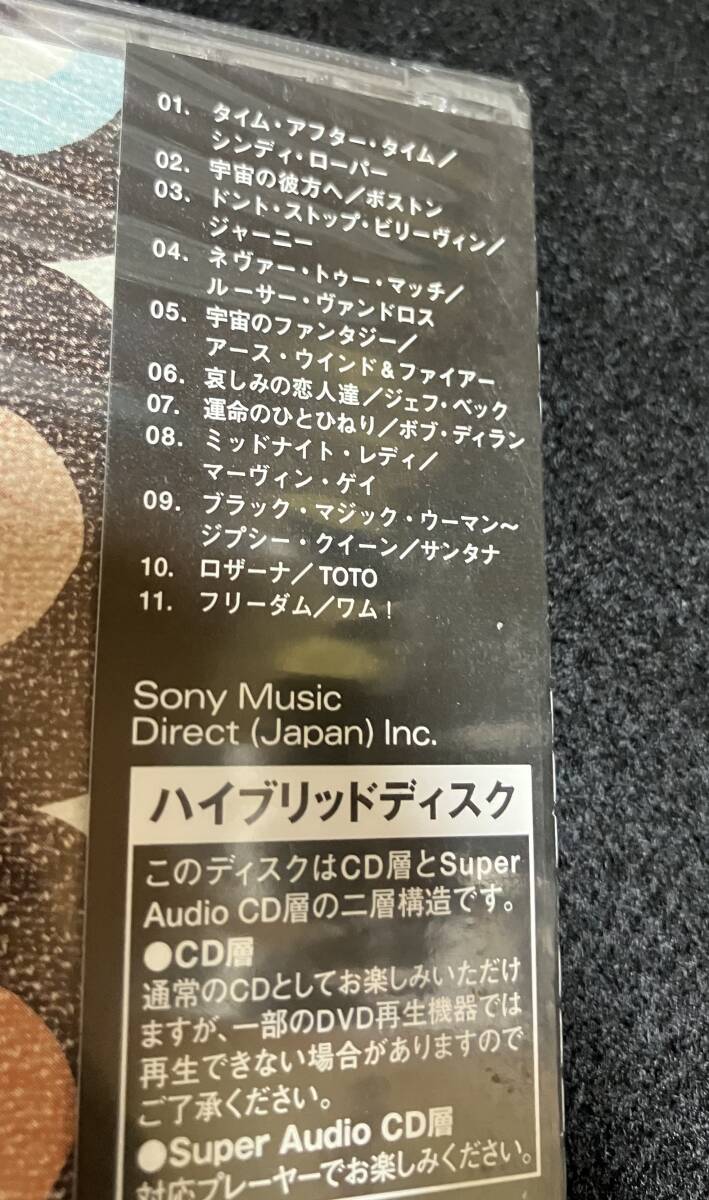 01. タイム・アフター・タイム／
シンディ・ローパー
02. 宇宙の彼方へ／ボストン
03. ドント・ストップ・ビリーヴィン／
ジャーニー
04. ネヴァー・トゥー・マッチ／
ルーサー・ヴァンドロス
05. 宇宙のファンタジー／
アース・ウインド＆ファイアー
06. 哀しみの恋人達／ジェフ・ベック
07. 運命のひとひねり／ボブ・ディラン
08. ミッドナイト・レディ／
マーヴィン・ゲイ
09. ブラック・マジック・ウーマン〜
ジプシー・クイーン／サンタナ
10. ロザーナ／TOTO
11. フリーダム／ワム！
Sony Music
Direct (Japan) Inc.
ハイブリッドディスク
このディスクはCD層とSuper
Audio CD層の二層構造です。
●CD層
通常のCDとしてお楽しみいただけ
ますが、一部のDVD再生機器では
再生できない場合がありますので
ご了承ください。
●Super Audio CD層
対応プレーヤーでお楽しみください。